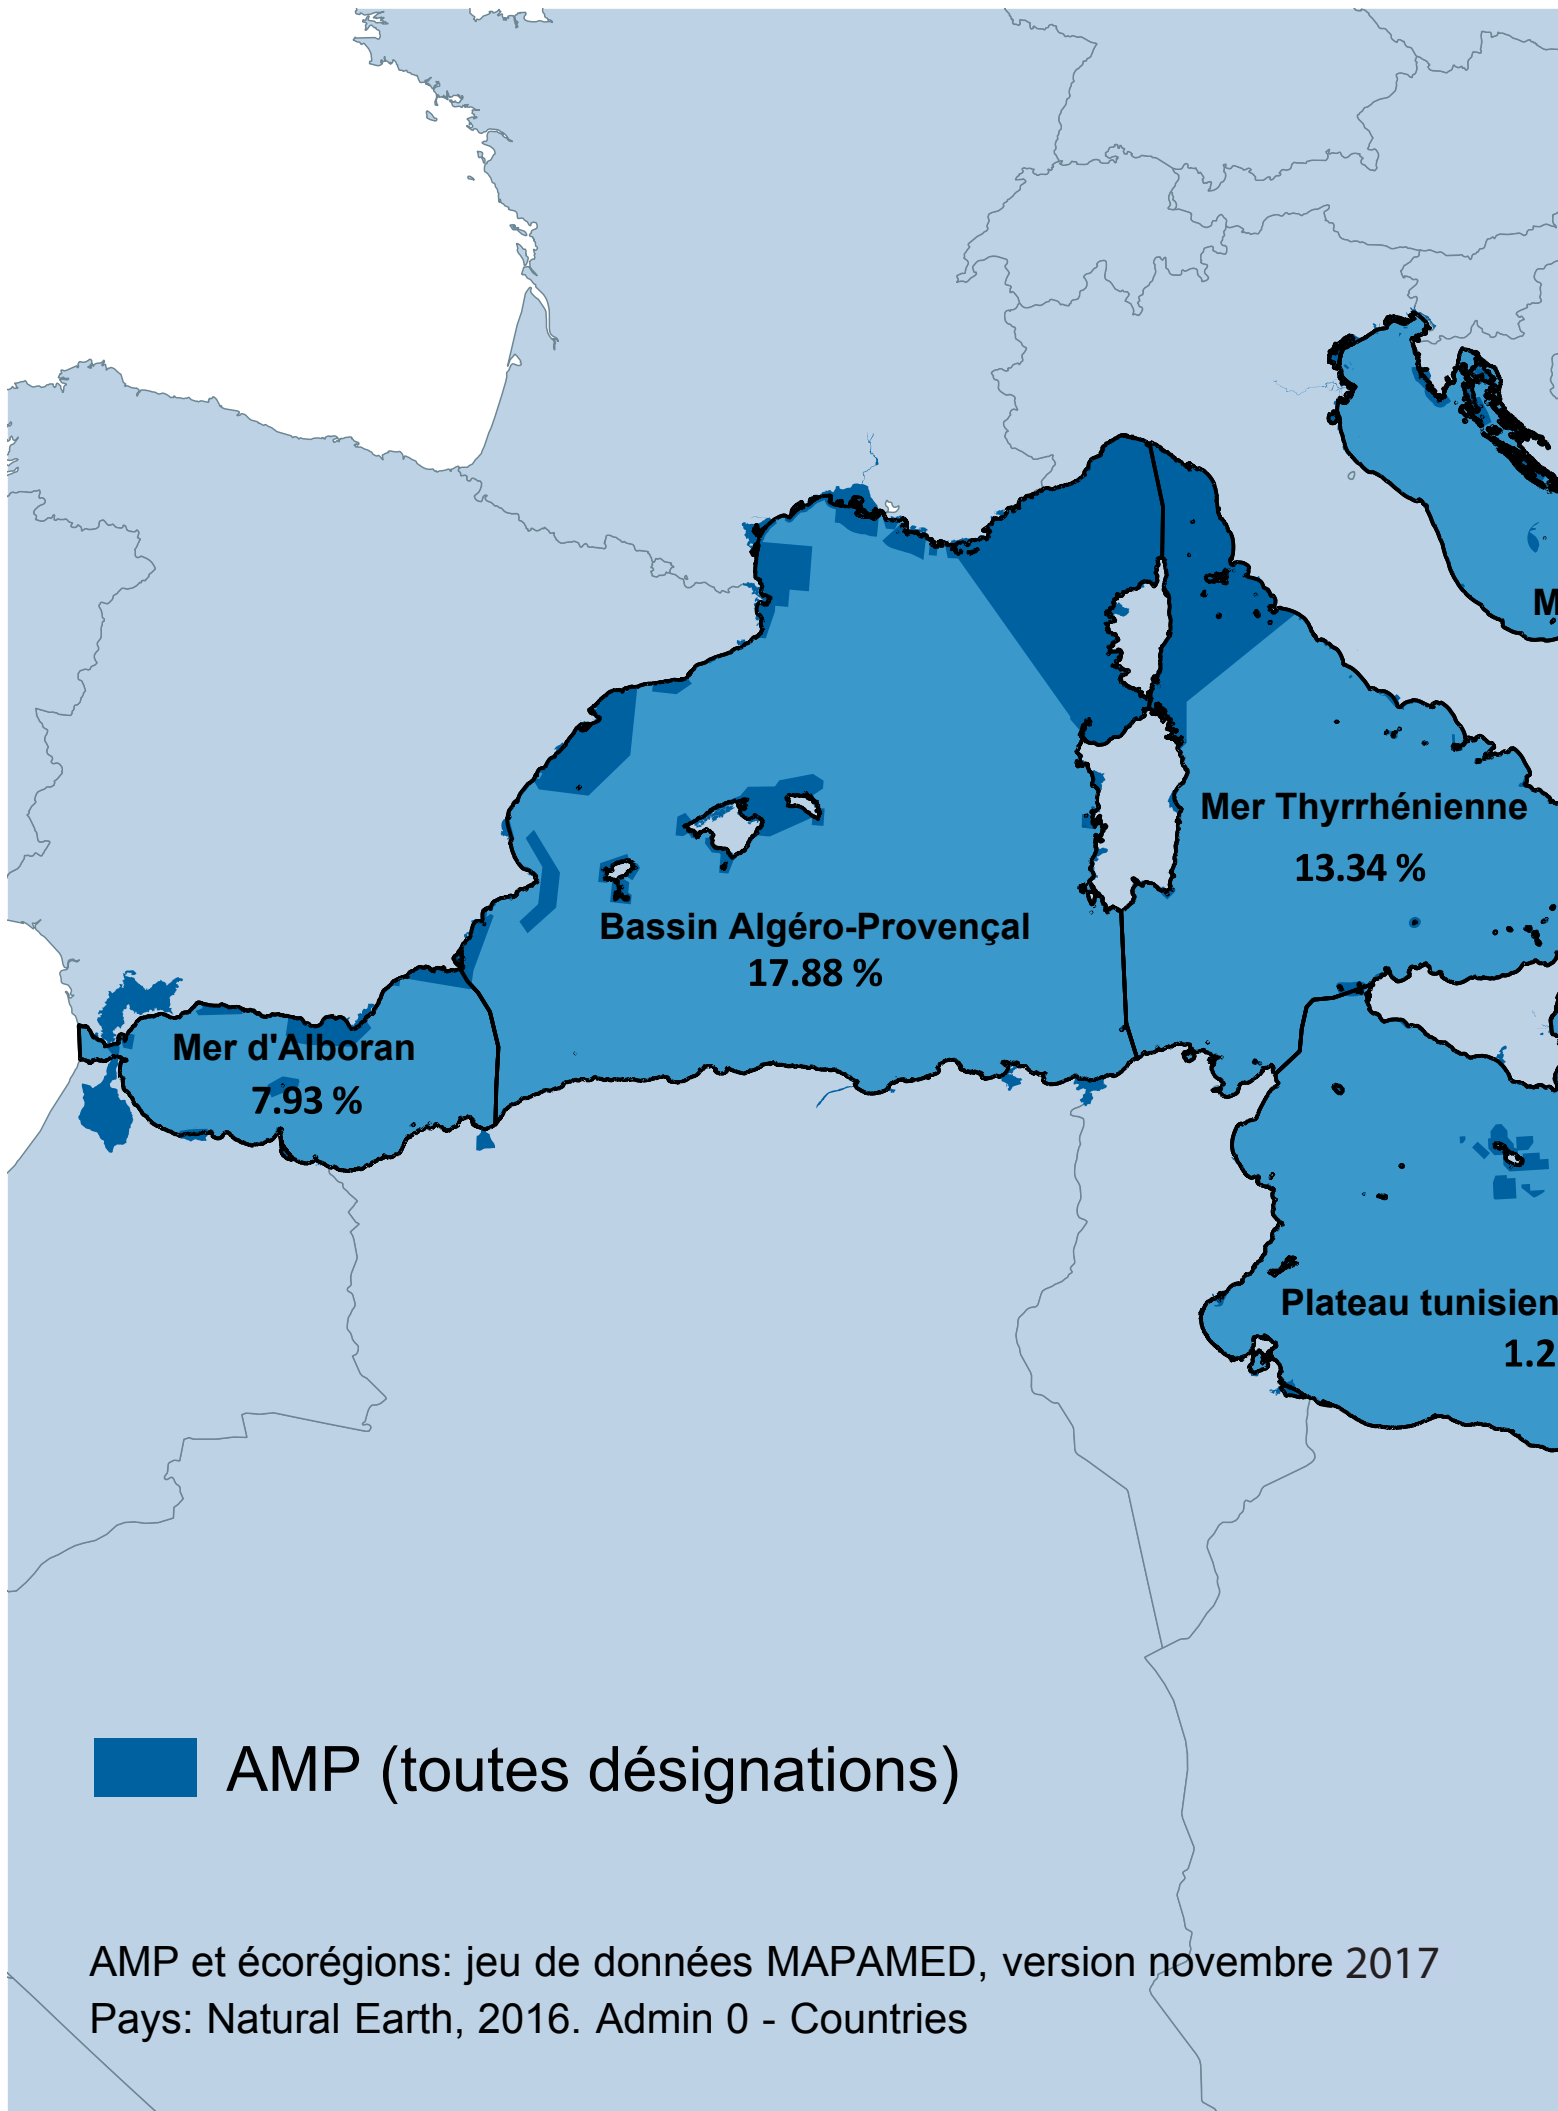 M
Mer Thyrrhénienne
13.34 %
Bassin Algéro-Provençal
17.88 %
Mer d'Alboran
7.93 %
Plateau tunisien
1.2
AMP (toutes désignations)
AMP et écorégions: jeu de données MAPAMED, version novembre 2017
Pays: Natural Earth, 2016. Admin 0 - Countries